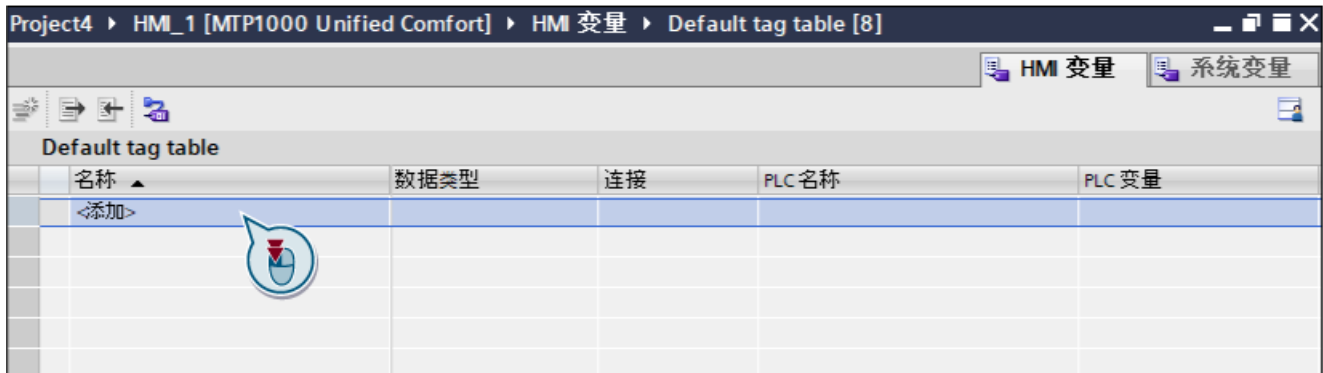 Project4 ▸ HMI_1 [MTP1000 Unified Comfort] ▸ HMI 变量 ▸ Default tag table [8]
HMI 变量 系统变量
Default tag table
名称 数据类型 连接 PLC 名称 PLC 变量
<添加>